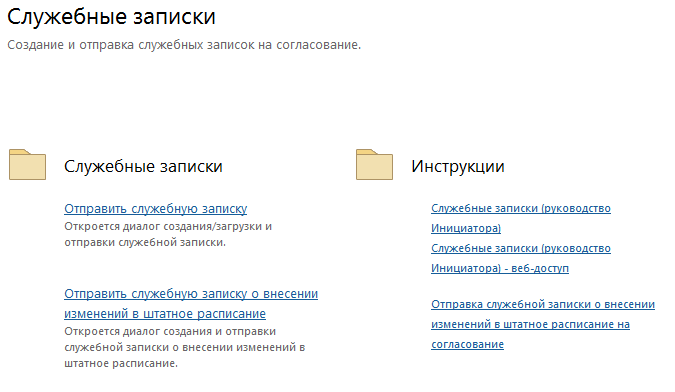 Служебные записки
Создание и отправка служебных записок на согласование.
Служебные записки
Отправить служебную записку
Откроется диалог создания/загрузки и
отправки служебной записки.
Отправить служебную записку о внесении
изменений в штатное расписание
Откроется диалог создания и отправки
служебной записки о внесении изменений в
штатное расписание.
Инструкции
Служебные записки (руководство
Инициатора)
Служебные записки (руководство
Инициатора) - веб-доступ
Отправка служебной записки о внесении
изменений в штатное расписание на
согласование